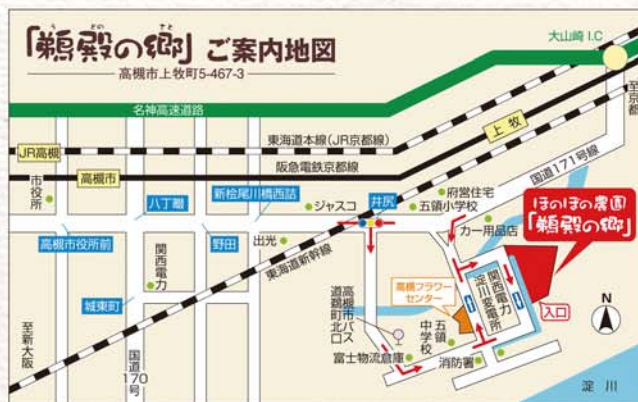 「鵜殿の郷」ご案内地図
う どの さと
高槻市上牧町5-467-3
大山崎 I.C
至京都
名神高速道路
東海道本線(JR京都線)
上牧
JR高槻
阪急電鉄京都線
高槻市
国道171号線
市役所
八丁畷
新桧尾川橋西詰
ジャスコ
井尻
府営住宅
五領小学校
カー用品店
ほのぼの農園
「鵜殿の郷」
高槻市役所前
関西電力
野田
出光
東海道新幹線
城東町
高槻フラワー
センター
関西電力
淀川変電所
入口
N
至新大阪
国道
170
号
高槻市バス
道鵜町北口
五領
中学校
富士物流倉庫
消防署
淀川